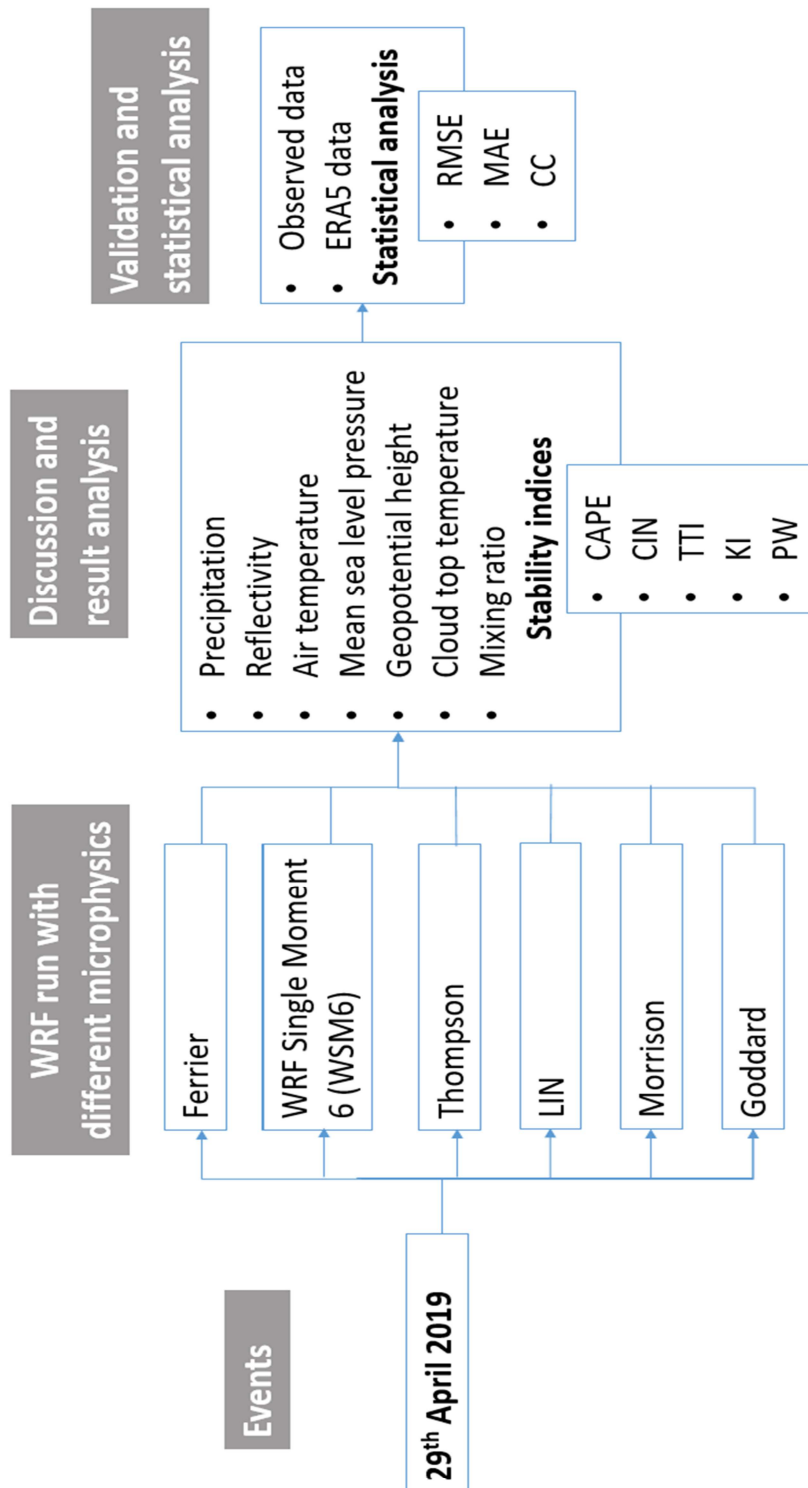 Events
29th April 2019
WRF run with
different microphysics
Ferrier
WRF Single Moment
6 (WSM6)
Thompson
LIN
Morrison
Goddard
Discussion and
result analysis
• Precipitation
• Reflectivity
• Air temperature
• Mean sea level pressure
• Geopotential height
• Cloud top temperature
• Mixing ratio
Stability indices
• CAPE
• CIN
• TTI
• KI
• PW
Validation and
statistical analysis
• Observed data
• ERA5 data
Statistical analysis
• RMSE
• MAE
• CC